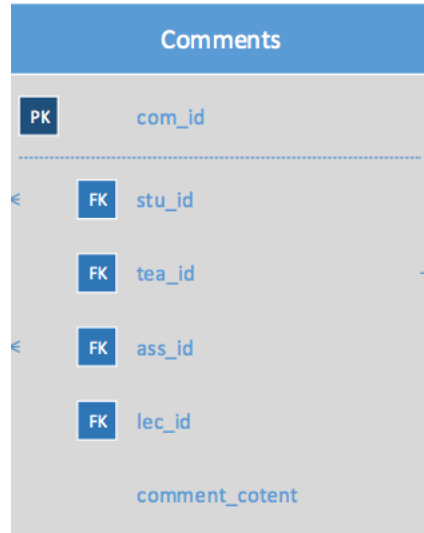 Comments
PK com_id
FK stu_id
FK tea_id
FK ass_id
FK lec_id
comment_cotent